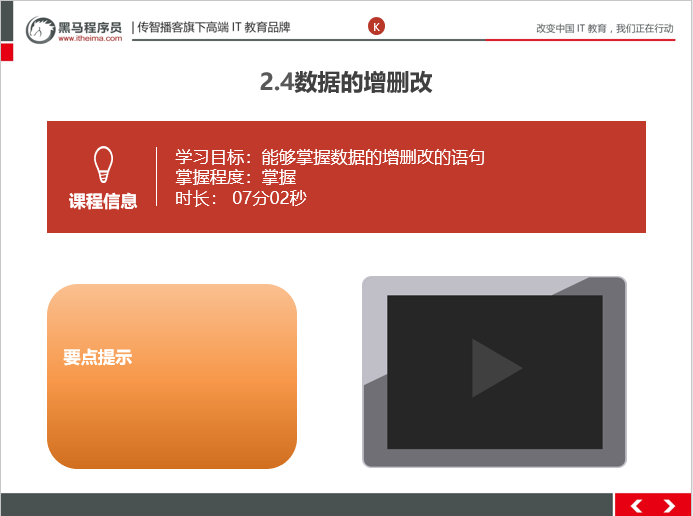 黑马程序员
www.itheima.com
传智播客旗下高端 IT 教育品牌
K
改变中国 IT 教育，我们正在行动
2.4数据的增删改
课程信息
学习目标：能够掌握数据的增删改的语句
掌握程度：掌握
时长： 07分02秒
要点提示